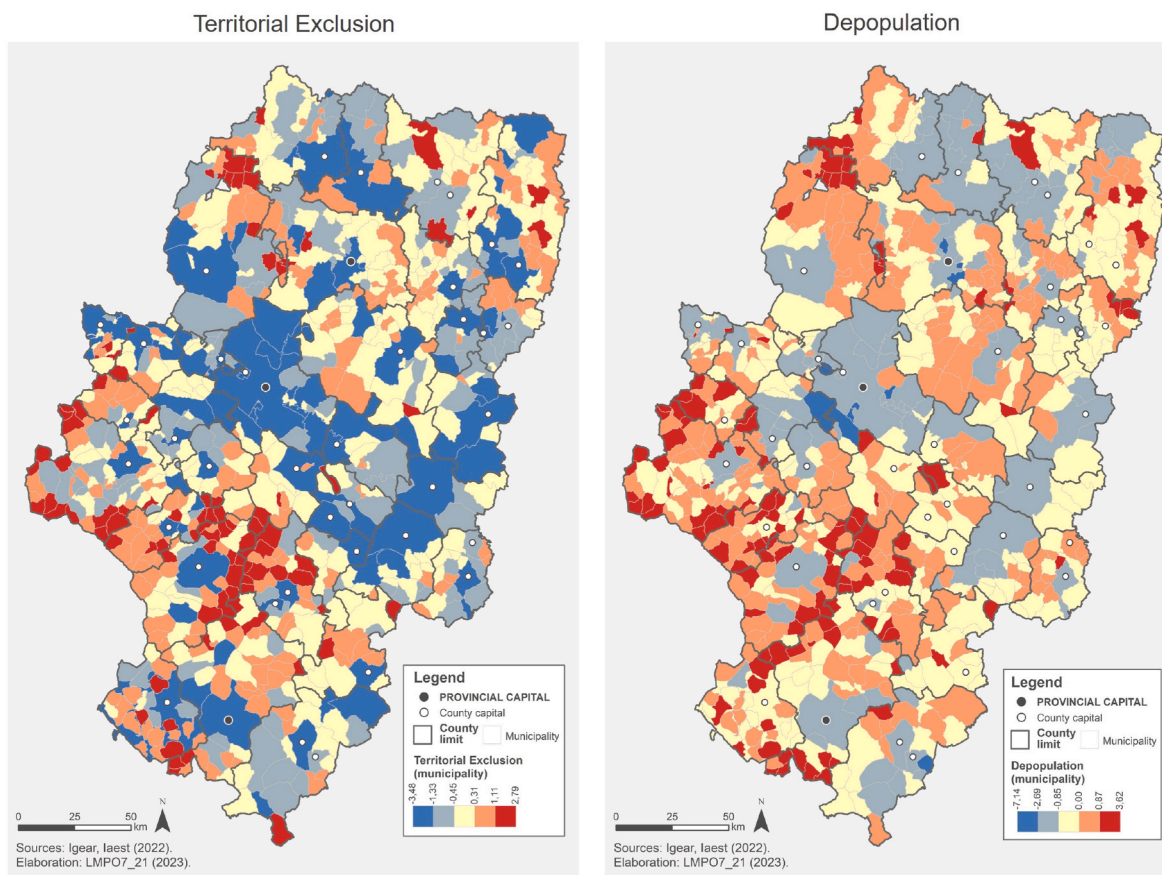 Territorial Exclusion
N
0 25 50
km
Sources: Igear, Iaest (2022).
Elaboration: LMPO7_21 (2023).
Legend
PROVINCIAL CAPITAL
County capital
County limit
Municipality
Territorial Exclusion
(municipality)
-3,48
-1,33
-0,45
0,31
1,11
2,79
Depopulation
N
0 25 50
km
Sources: Igear, Iaest (2022).
Elaboration: LMPO7_21 (2023).
Legend
PROVINCIAL CAPITAL
County capital
County limit
Municipality
Depopulation
(municipality)
-7,14
-2,69
-0,85
0,00
0,87
3,62